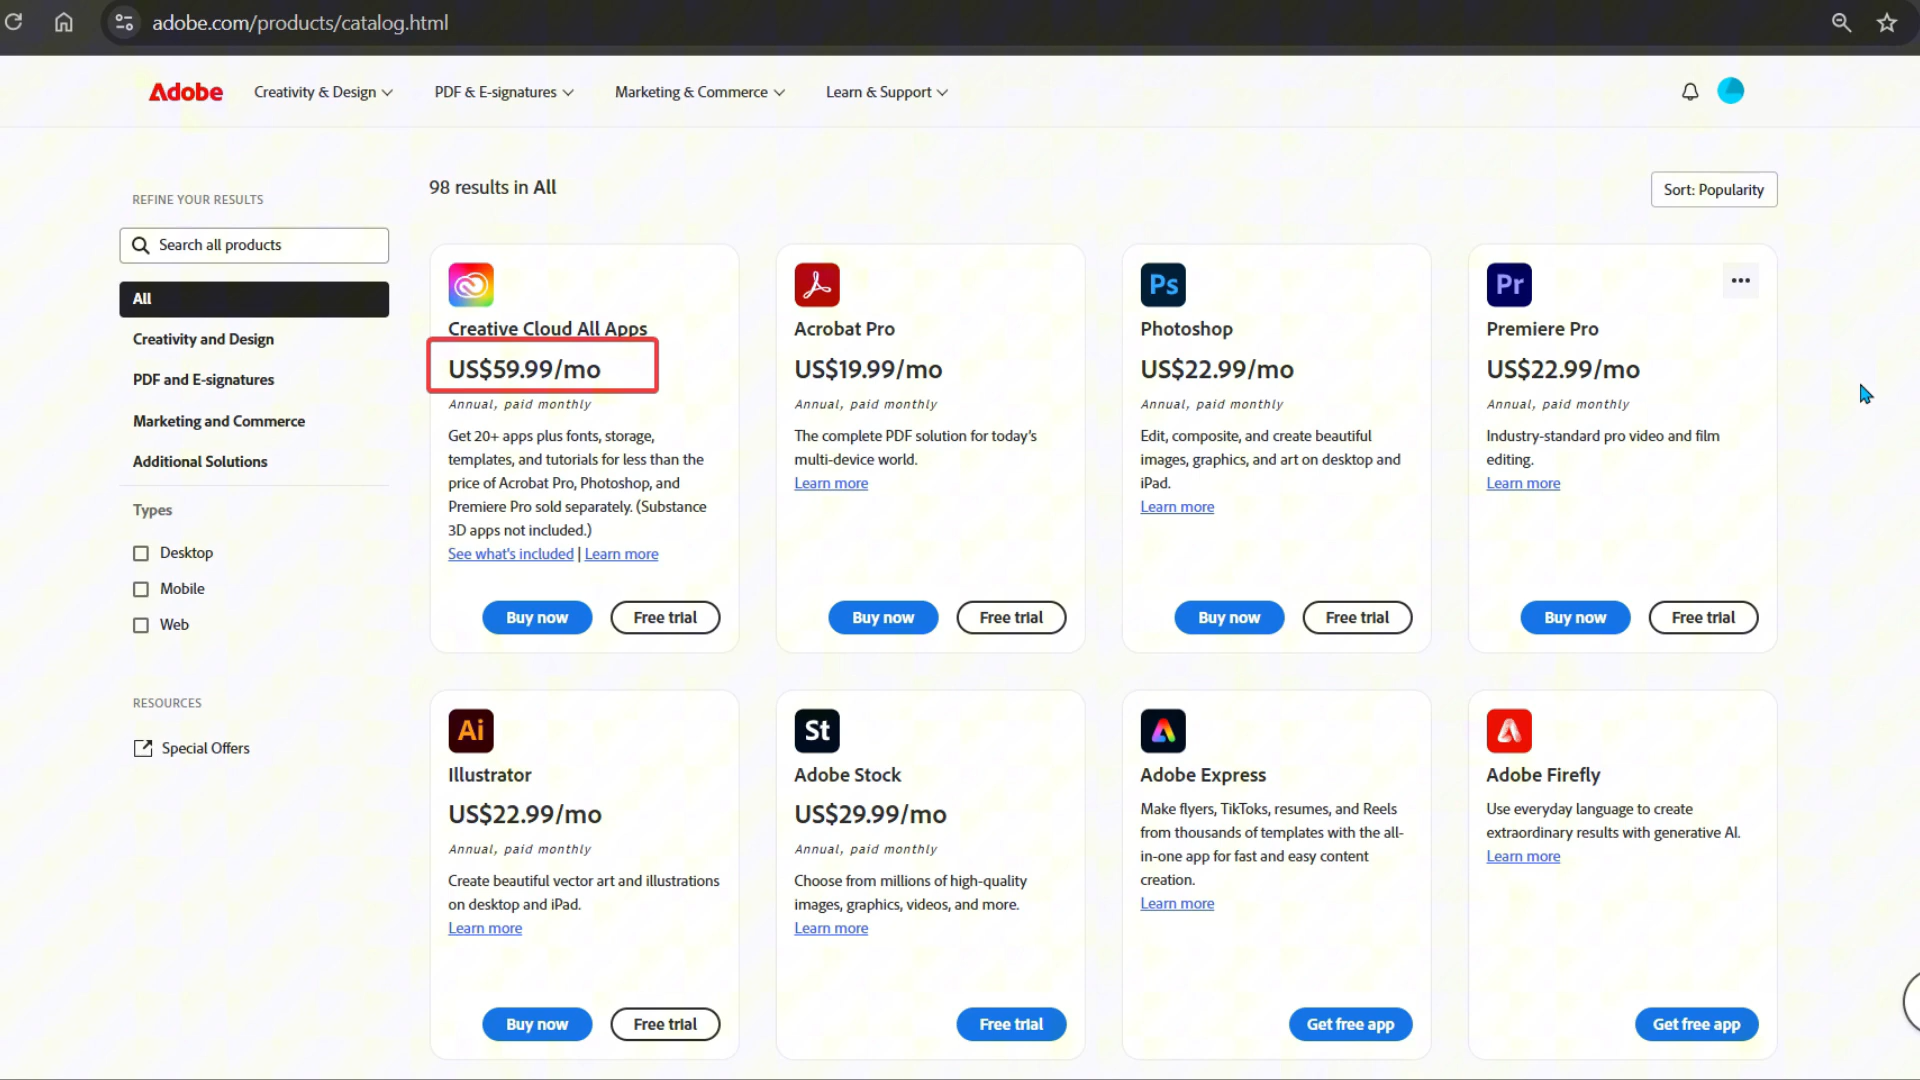 adobe.com/products/catalog.html
Adobe
Creativity & Design
PDF & E-signatures
Marketing & Commerce
Learn & Support
REFINE YOUR RESULTS
Search all products
All
Creativity and Design
PDF and E-signatures
Marketing and Commerce
Additional Solutions
Types
Desktop
Mobile
Web
RESOURCES
Special Offers
98 results in All
Sort: Popularity
Creative Cloud All Apps
US$59.99/mo
Annual, paid monthly
Get 20+ apps plus fonts, storage,
templates, and tutorials for less than the
price of Acrobat Pro, Photoshop, and
Premiere Pro sold separately. (Substance
3D apps not included.)
See what's included | Learn more
Buy now
Free trial
Acrobat Pro
US$19.99/mo
Annual, paid monthly
The complete PDF solution for today's
multi-device world.
Learn more
Buy now
Free trial
Ps
Photoshop
US$22.99/mo
Annual, paid monthly
Edit, composite, and create beautiful
images, graphics, and art on desktop and
iPad.
Learn more
Buy now
Free trial
Pr
Premiere Pro
US$22.99/mo
Annual, paid monthly
Industry-standard pro video and film
editing.
Learn more
Buy now
Free trial
Ai
Illustrator
US$22.99/mo
Annual, paid monthly
Create beautiful vector art and illustrations
on desktop and iPad.
Learn more
Buy now
Free trial
St
Adobe Stock
US$29.99/mo
Annual, paid monthly
Choose from millions of high-quality
images, graphics, videos, and more.
Learn more
Free trial
Adobe Express
Make flyers, TikToks, resumes, and Reels
from thousands of templates with the all-
in-one app for fast and easy content
creation.
Learn more
Get free app
Adobe Firefly
Use everyday language to create
extraordinary results with generative AI.
Learn more
Get free app